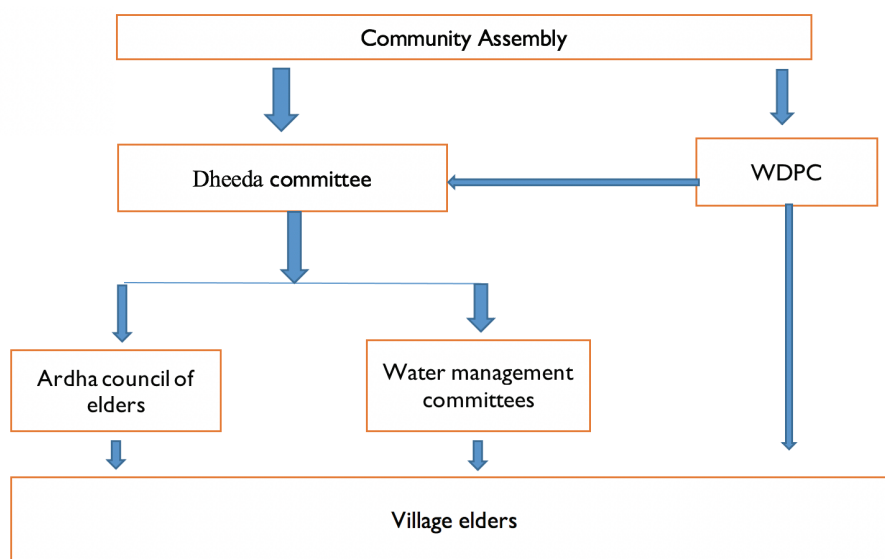 Community Assembly
Dheeda committee
WDPC
Ardha council of
elders
Water management
committees
Village elders